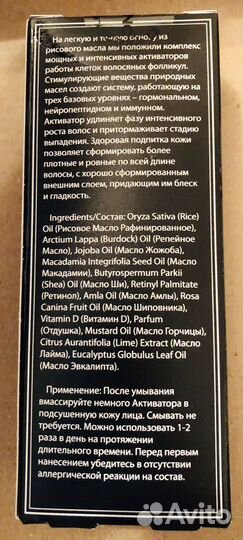 На легкую и
рисового масла мы положили комплекс
мощных и интенсивных активаторов
работы клеток волосяных фолликул.
Стимулирующие вещества природных
масел создают систему, работающую на
трех базовых уровнях – гормональном,
нейропептидном и иммунном.
Активатор удлиняет фазу интенсивного
роста волос и притормаживает стадию
выпадения. Здоровая подпитка кожи
позволяет сформировать более
плотные и ровные по всей длине
волосы, с хорошо сформированным
внешним слоем, придающим им блеск
и гладкость.
Ingredients/Состав: Oryza Sativa (Rice)
Oil (Рисовое Масло Рафинированное),
Arctium Lappa (Burdock) Oil (Репейное
Масло), Jojoba Oil (Масло Жожоба),
Macadamia Integrifolia Seed Oil (Масло
Макадамии), Butyrospermum Parkii
(Shea) Oil (Масло Ши), Retinyl Palmitate
(Ретинол), Amla Oil (Масло Амлы), Rosa
Canina Fruit Oil (Масло Шиповника),
Vitamin D (Витамин D), Parfum
(Отдушка), Mustard Oil (Масло Горчицы),
Citrus Aurantifolia (Lime) Extract (Масло
Лайма), Eucalyptus Globulus Leaf Oil
(Масло Эвкалипта).
Применение: После умывания
вмассируйте немного Активатора в
подсушенную кожу лица. Смывать не
требуется. Можно использовать 1-2
раза в день на протяжении
длительного времени. Перед первым
нанесением убедитесь в отсутствии
аллергической реакции на состав.
Avito